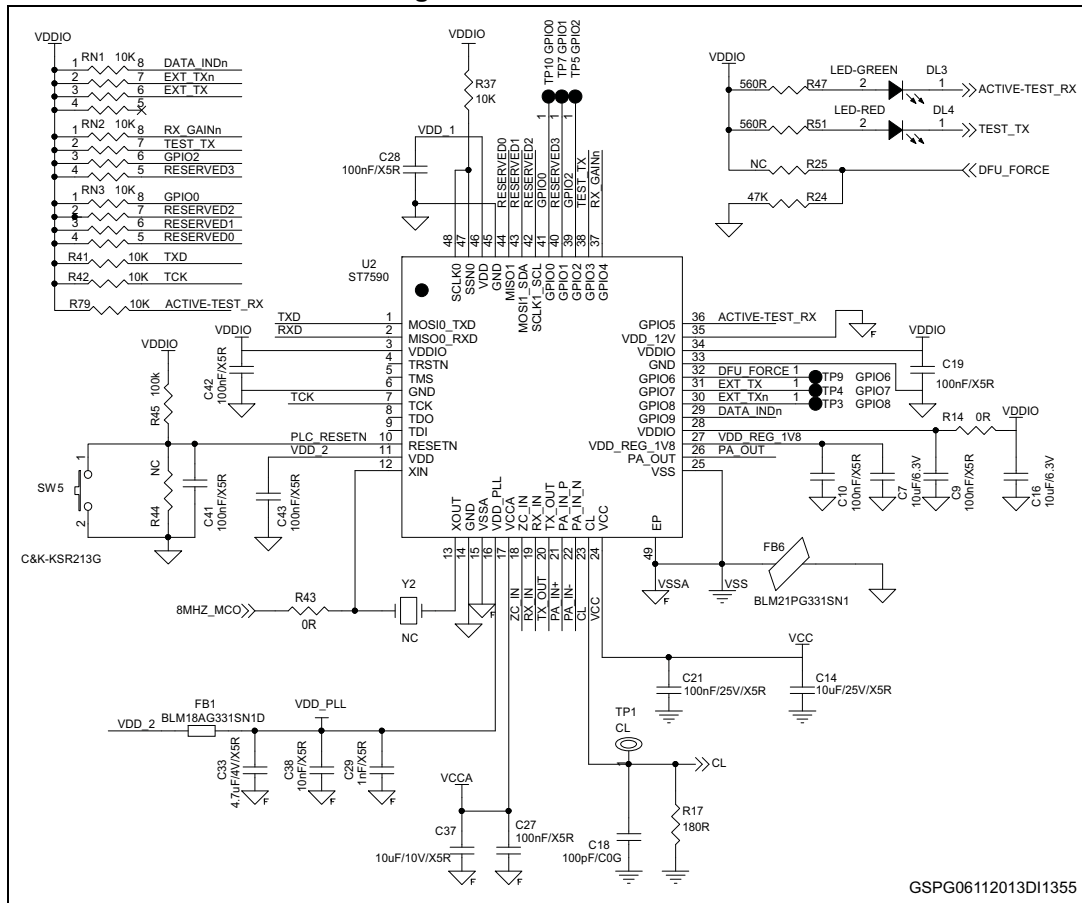 VDDIO
RN1 10K
1 8 DATA_INDn
2 7 EXT_TXn
3 6 EXT_TX
4 5
RN2 10K
1 8 RX_GAINn
2 7 TEST_TX
3 6 GPIO2
4 5 RESERVED3
RN3 10K
1 8 GPIO0
2 7 RESERVED2
3 6 RESERVED1
4 5 RESERVED0
R41 10K TXD
R42 10K TCK
R79 10K ACTIVE-TEST_RX
VDDIO
R37
10K
VDD_1
C28
100nF/X5R
TP10 GPIO0
TP7 GPIO1
TP5 GPIO2
1
1
1
RESERVED0
RESERVED1
RESERVED2
GPIO0
RESERVED3
GPIO2
TEST_TX
RX_GAINn
48
47
46
45
44
43
42
41
40
39
38
37
VDDIO
560R R47 LED-GREEN 2 DL3 1 ACTIVE-TEST_RX
560R R51 LED-RED 2 DL4 1 TEST_TX
NC R25 DFU_FORCE
47K R24
U2
ST7590
SCLK0
SSN0
VDD
GND
MISO1
MOSI1_SDA
SCLK1_SCL
GPIO0
GPIO1
GPIO2
GPIO3
GPIO4
TXD 1 MOSI0_TXD
RXD 2 MISO0_RXD
VDDIO 3 VDDIO
4 TRSTN
5 TMS
6 GND
TCK 7 TCK
8 TDO
9 TDI
PLC_RESETN 10 RESETN
VDD_2 11 VDD
12 XIN
C42
100nF/X5R
VDDIO
R45 100k
NC
R44
C41
100nF/X5R
C43
100nF/X5R
SW5
1
2
C&K-KSR213G
GPIO5 36 ACTIVE-TEST_RX
VDD_12V 35 F
VDDIO 34 VDDIO
GND 33
GPIO6 32 DFU_FORCE 1 TP9 GPIO6
GPIO7 31 EXT_TX 1 TP4 GPIO7
GPIO8 30 EXT_TXn 1 TP3 GPIO8
GPIO9 29 DATA_INDn
VDDIO 28
VDD_REG_1V8 27 VDD_REG_1V8
PA_OUT 26 PA_OUT
VSS 25
C19
100nF/X5R
R14 0R VDDIO
C10
100nF/X5R
C7
10uF/6.3V
C9
100nF/X5R
C16
10uF/6.3V
XOUT
GND
VSSA
VDD_PLL
VCCA
ZC_IN
RX_IN
TX_OUT
PA_IN_P
PA_IN_N
CL
VCC
EP
13
14
15
16
17
18
19
20
21
22
23
24
49
ZC_IN
RX_IN
TX_OUT
PA_IN+
PA_IN-
CL
VCC
F
F
VSSA
VSS
FB6
BLM21PG331SN1
8MHZ_MCO
R43
0R
Y2
NC
VCC
C21
100nF/25V/X5R
C14
10uF/25V/X5R
FB1
BLM18AG331SN1D
VDD_2
VDD_PLL
C33
4.7uF/4V/X5R
C38
10nF/X5R
C29
1nF/X5R
F
F
F
TP1
CL
CL
VCCA
C37
10uF/10V/X5R
C27
100nF/X5R
F
F
C18
100pF/C0G
R17
180R
GSPG06112013DI1355